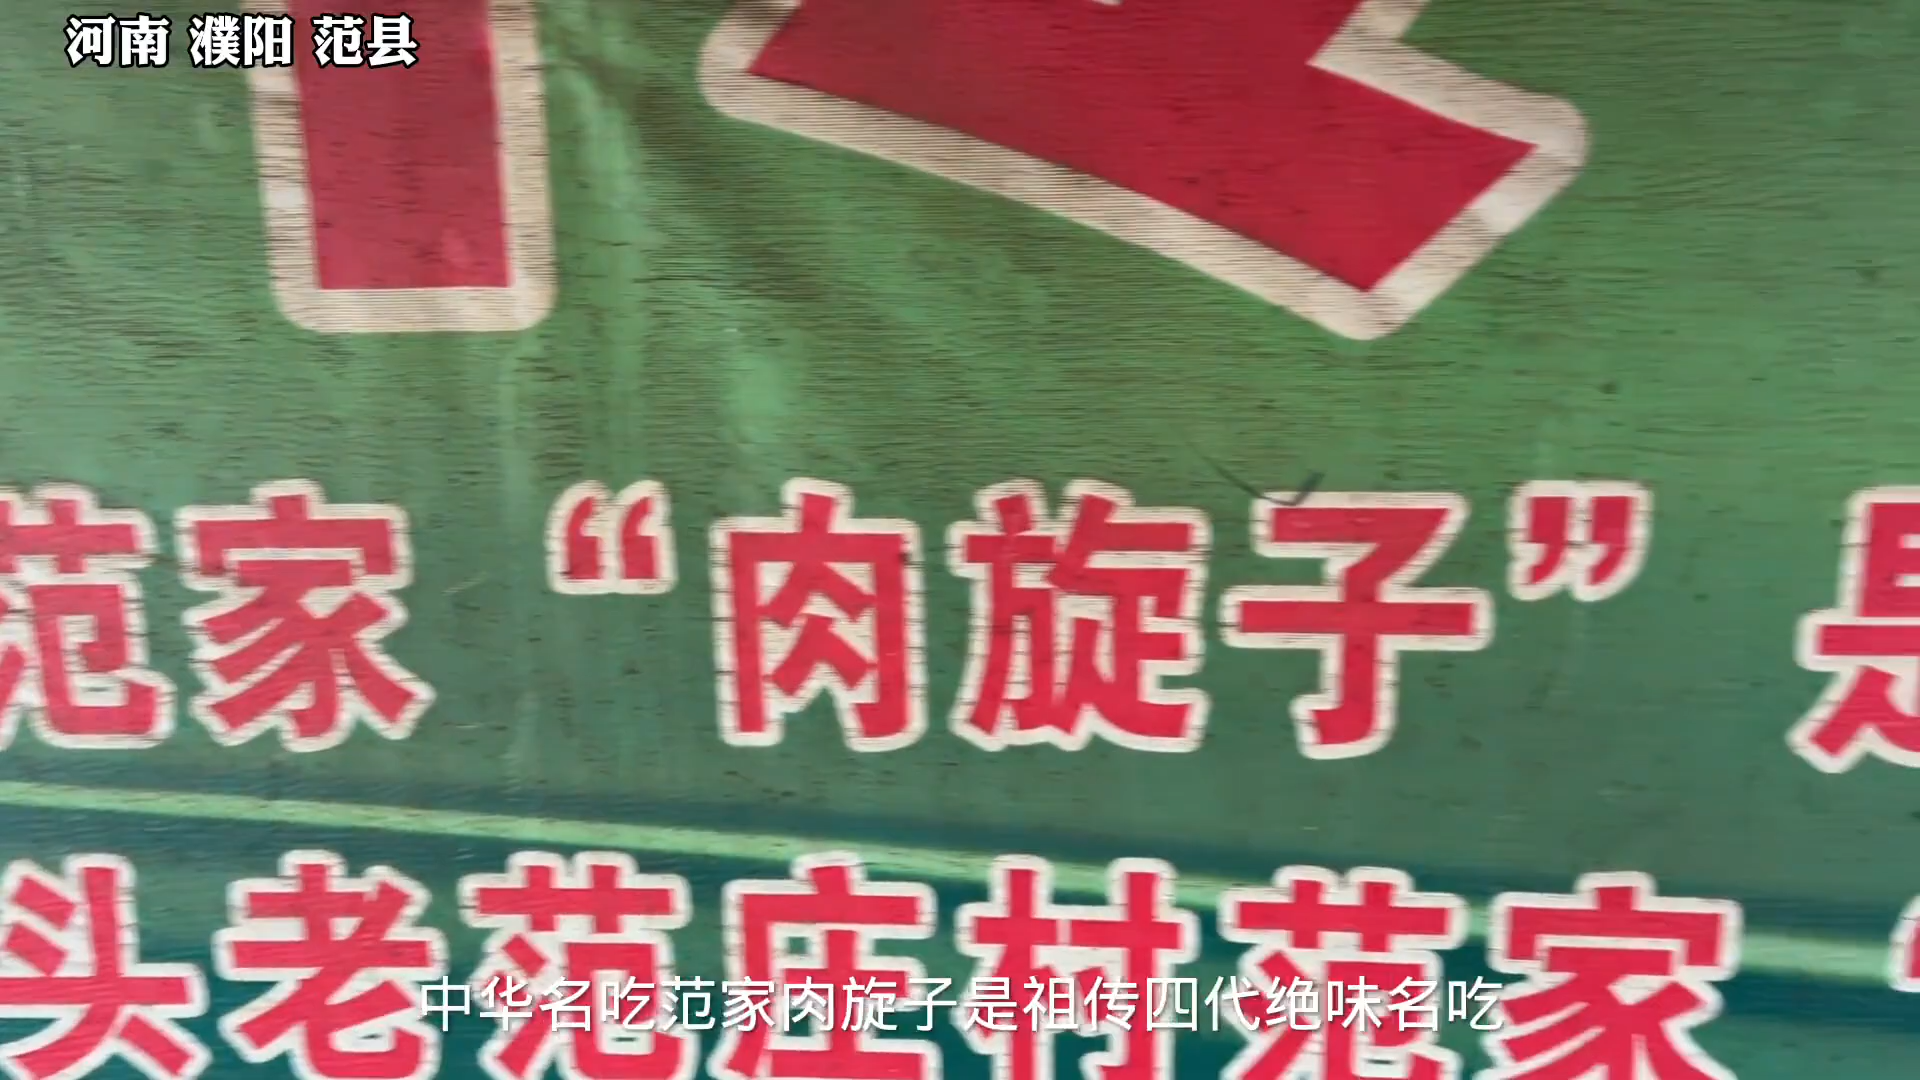 河南 濮阳 范县
范家“肉旋子”是
头老范庄村范家“
中华名吃范家肉旋子是祖传四代绝味名吃